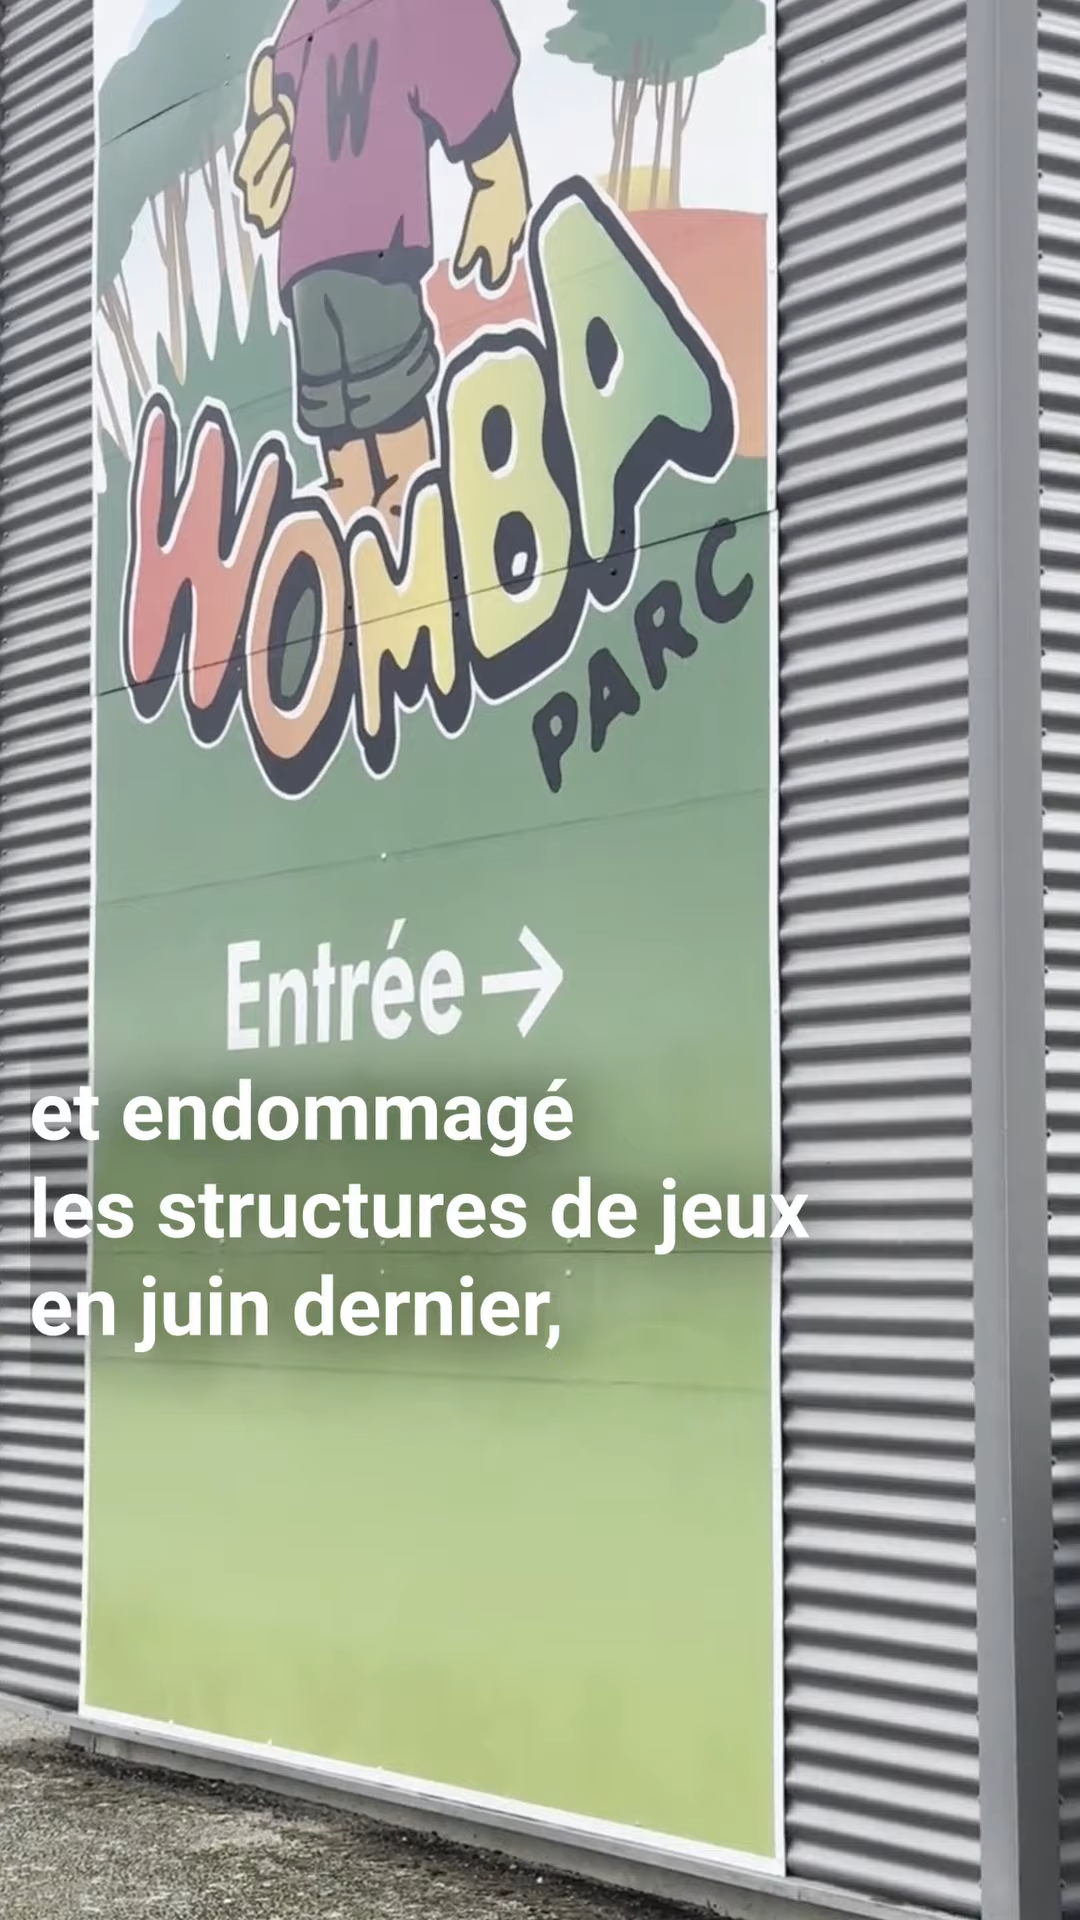 W
WOMBA
PARC
Entrée →
et endommagé
les structures de jeux
en juin dernier,